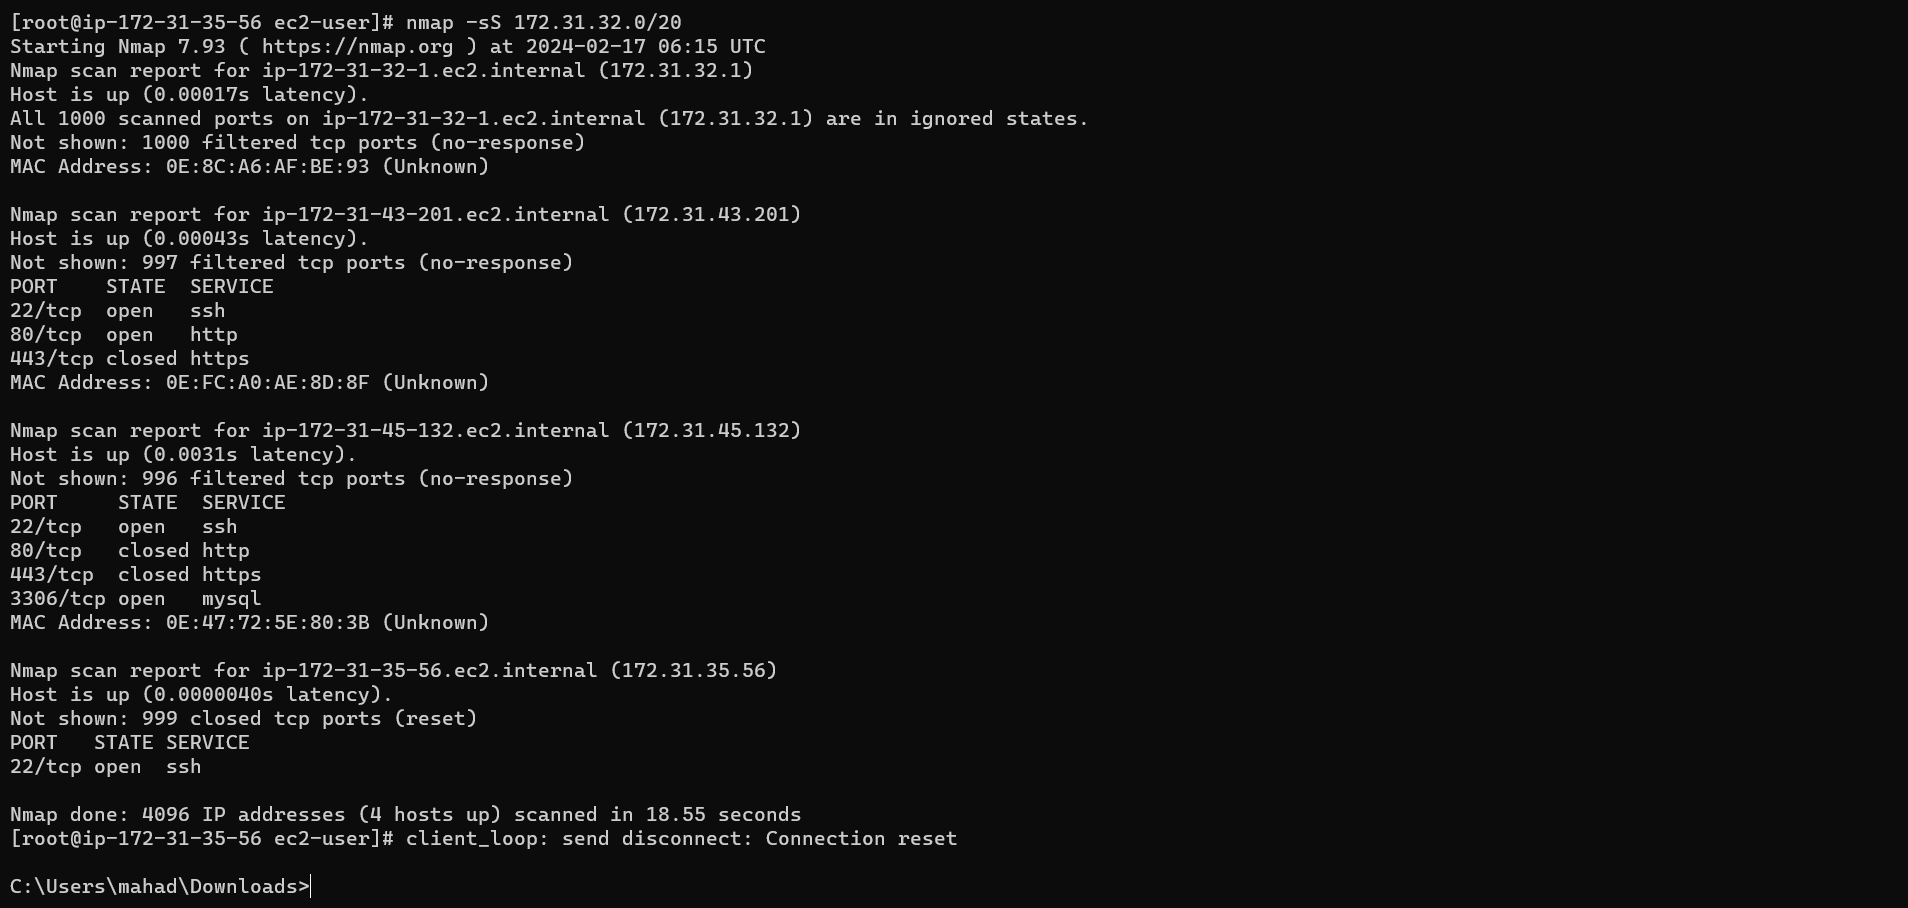 [root@ip-172-31-35-56 ec2-user]# nmap -sS 172.31.32.0/20
Starting Nmap 7.93 ( https://nmap.org ) at 2024-02-17 06:15 UTC
Nmap scan report for ip-172-31-32-1.ec2.internal (172.31.32.1)
Host is up (0.00017s latency).
All 1000 scanned ports on ip-172-31-32-1.ec2.internal (172.31.32.1) are in ignored states.
Not shown: 1000 filtered tcp ports (no-response)
MAC Address: 0E:8C:A6:AF:BE:93 (Unknown)

Nmap scan report for ip-172-31-43-201.ec2.internal (172.31.43.201)
Host is up (0.00043s latency).
Not shown: 997 filtered tcp ports (no-response)
PORT    STATE  SERVICE
22/tcp  open   ssh
80/tcp  open   http
443/tcp closed https
MAC Address: 0E:FC:A0:AE:8D:8F (Unknown)

Nmap scan report for ip-172-31-45-132.ec2.internal (172.31.45.132)
Host is up (0.0031s latency).
Not shown: 996 filtered tcp ports (no-response)
PORT     STATE  SERVICE
22/tcp   open   ssh
80/tcp   closed http
443/tcp  closed https
3306/tcp open   mysql
MAC Address: 0E:47:72:5E:80:3B (Unknown)

Nmap scan report for ip-172-31-35-56.ec2.internal (172.31.35.56)
Host is up (0.0000040s latency).
Not shown: 999 closed tcp ports (reset)
PORT   STATE SERVICE
22/tcp open  ssh

Nmap done: 4096 IP addresses (4 hosts up) scanned in 18.55 seconds
[root@ip-172-31-35-56 ec2-user]# client_loop: send disconnect: Connection reset

C:\Users\mahad\Downloads>